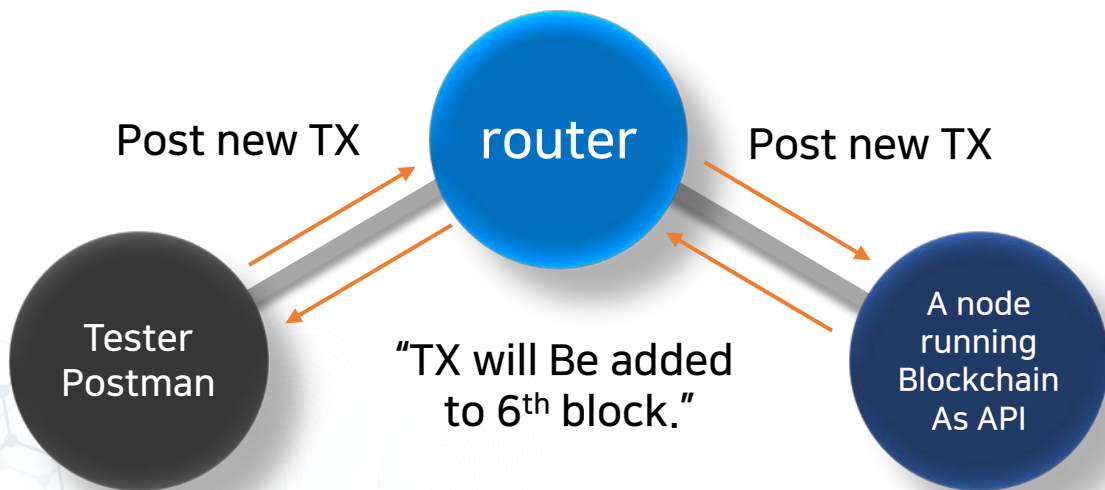 Post new TX
router
Post new TX
Tester
Postman
"TX will Be added
to 6th block."
A node
running
Blockchain
As API